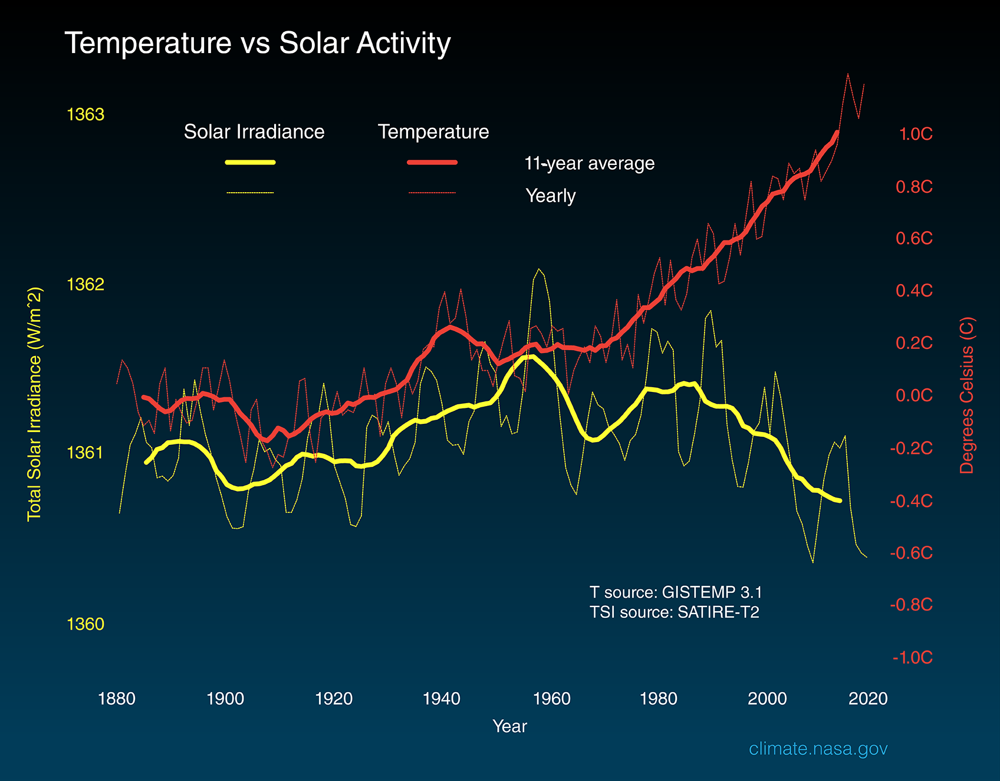 Temperature vs Solar Activity
1363
Solar Irradiance Temperature
1.0C
11-year average
0.8C
Yearly
0.6C
1362
0.4C
0.2C
Total Solar Irradiance (W/m^2)
Degrees Celsius (C)
0.0C
1361
-0.2C
-0.4C
-0.6C
T source: GISTEMP 3.1
-0.8C
TSI source: SATIRE-T2
1360
-1.0C
1880 1900 1920 1940 1960 1980 2000 2020
Year
climate.nasa.gov